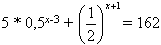 5 * 0,5^{x-3} + (1/2)^{x+1} = 162